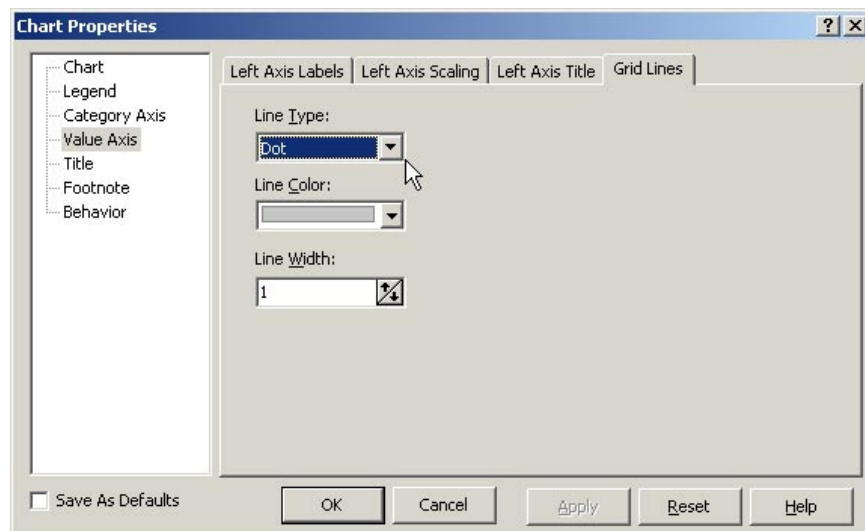 Chart Properties
Chart
Legend
Category Axis
Value Axis
Title
Footnote
Behavior
Left Axis Labels
Left Axis Scaling
Left Axis Title
Grid Lines
Line Type:
Dot
Line Color:
Line Width:
1
Save As Defaults
OK
Cancel
Apply
Reset
Help